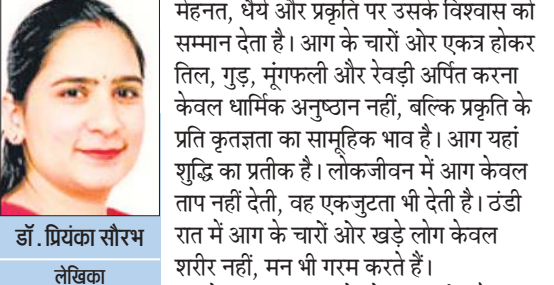 मेहनत, धैर्य और प्रकृति पर उसके विश्वास को
सम्मान देता है। आग के चारों ओर एकत्र होकर
तिल, गुड़, मूंगफली और रेवड़ी अर्पित करना
केवल धार्मिक अनुष्ठान नहीं, बल्कि प्रकृति के
प्रति कृतज्ञता का सामूहिक भाव है। आग यहां
शुद्धि का प्रतीक है। लोकजीवन में आग केवल
ताप नहीं देती, वह एकजुटता भी देती है। ठंडी
रात में आग के चारों ओर खड़े लोग केवल
शरीर नहीं, मन भी गरम करते हैं।
डॉ. प्रियंका सौरभ
लेखिका